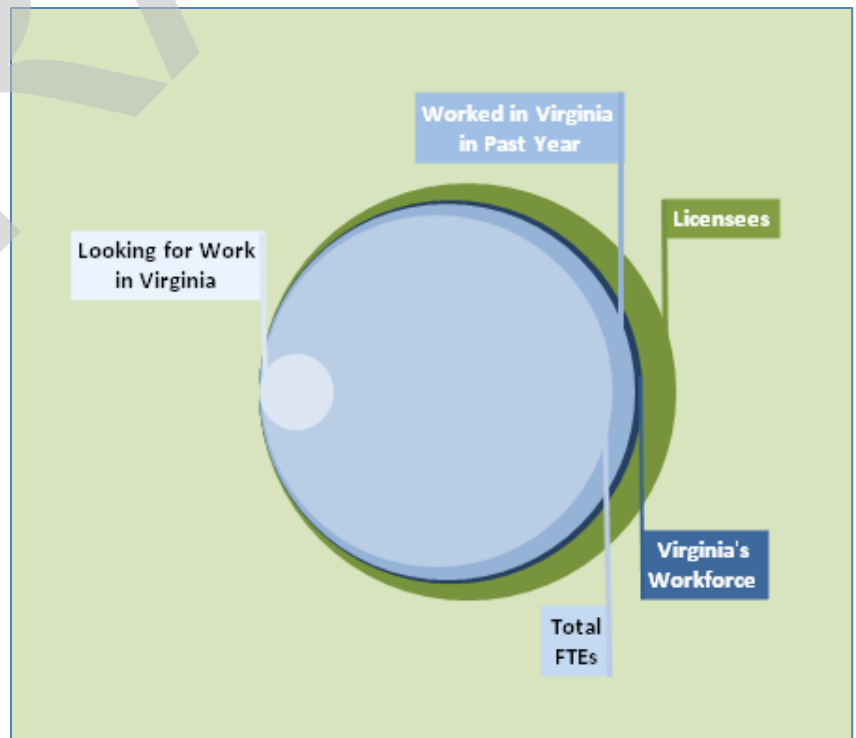 Worked in Virginia
in Past Year
Licensees
Looking for Work
in Virginia
Virginia's
Workforce
Total
FTEs